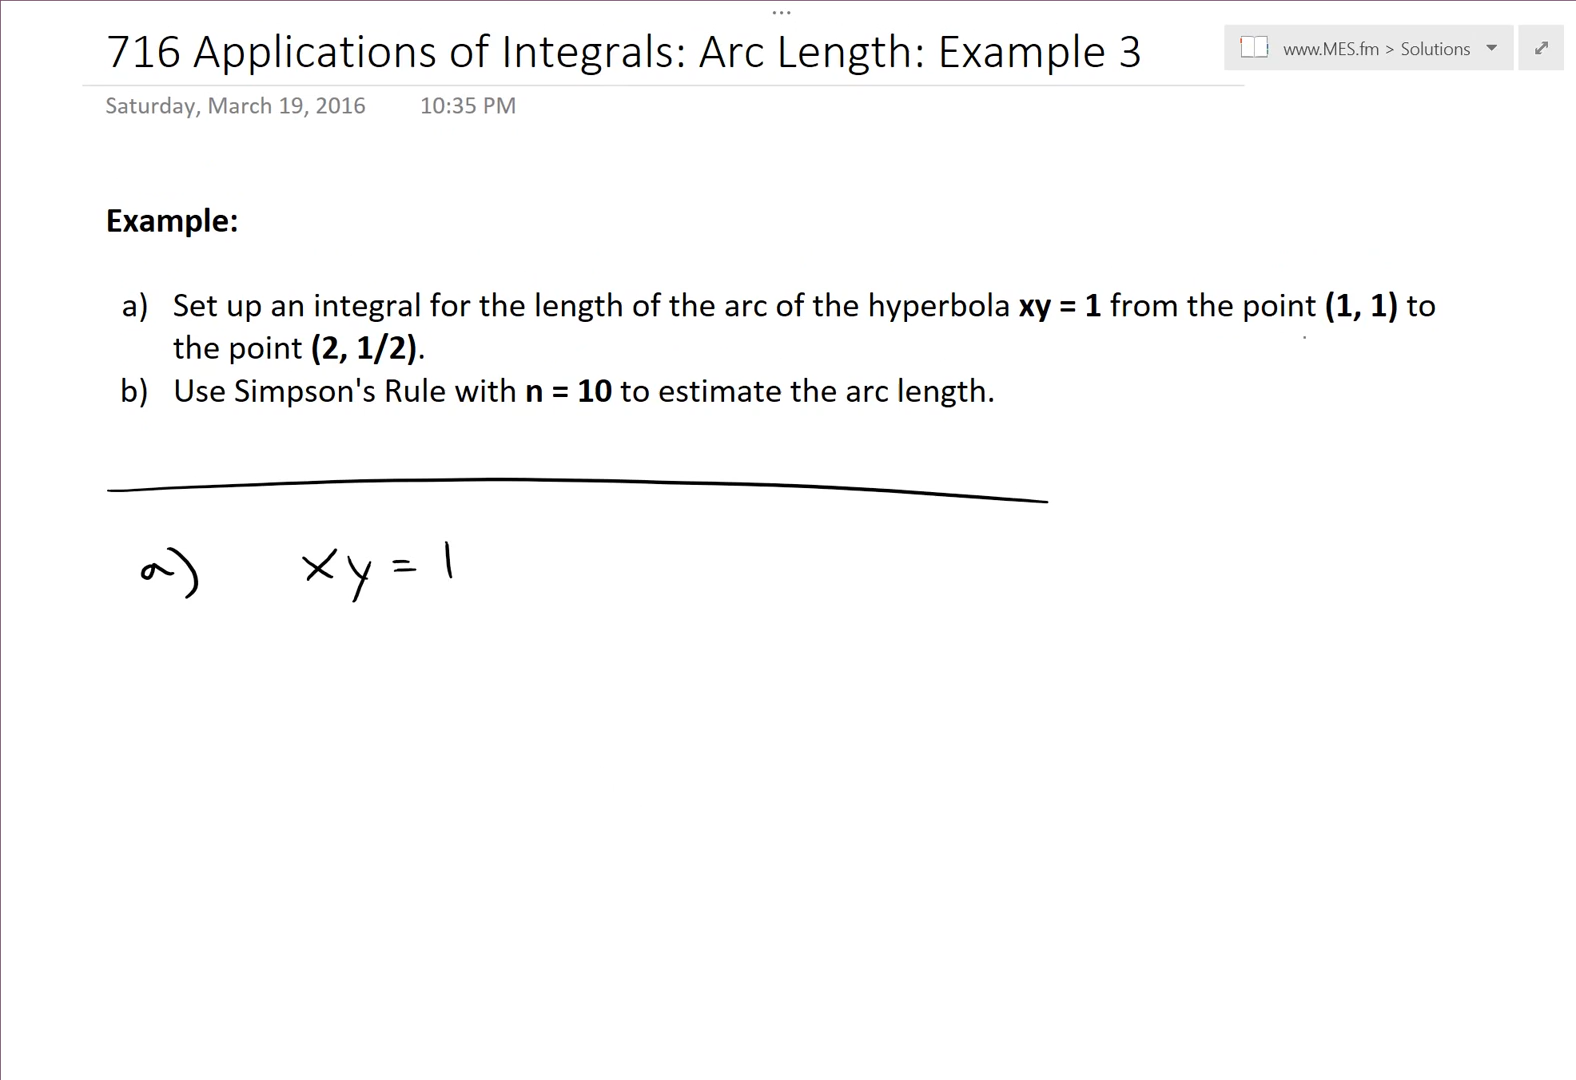 ...
716 Applications of Integrals: Arc Length: Example 3
www.MES.fm > Solutions
Saturday, March 19, 2016 10:35 PM
Example:
a) Set up an integral for the length of the arc of the hyperbola xy = 1 from the point (1, 1) to
the point (2, 1/2).
b) Use Simpson's Rule with n = 10 to estimate the arc length.
a) xy = 1